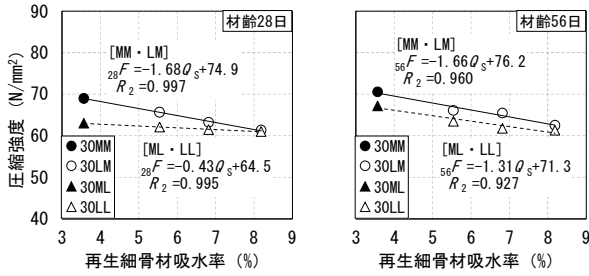 材齢28日
90
80
70
60
50
40
圧縮強度 (N/mm²)
[MM・LM]
₂₈F=-1.68Qₛ+74.9
R₂=0.997
[ML・LL]
₂₈F=-0.43Qₛ+64.5
R₂=0.995
●30MM
○30LM
▲30ML
△30LL
3 4 5 6 7 8 9
再生細骨材吸水率 (%)
材齢56日
[MM・LM]
₅₆F=-1.66Qₛ+76.2
R₂=0.960
[ML・LL]
₅₆F=-1.31Qₛ+71.3
R₂=0.927
●30MM
○30LM
▲30ML
△30LL
3 4 5 6 7 8 9
再生細骨材吸水率 (%)